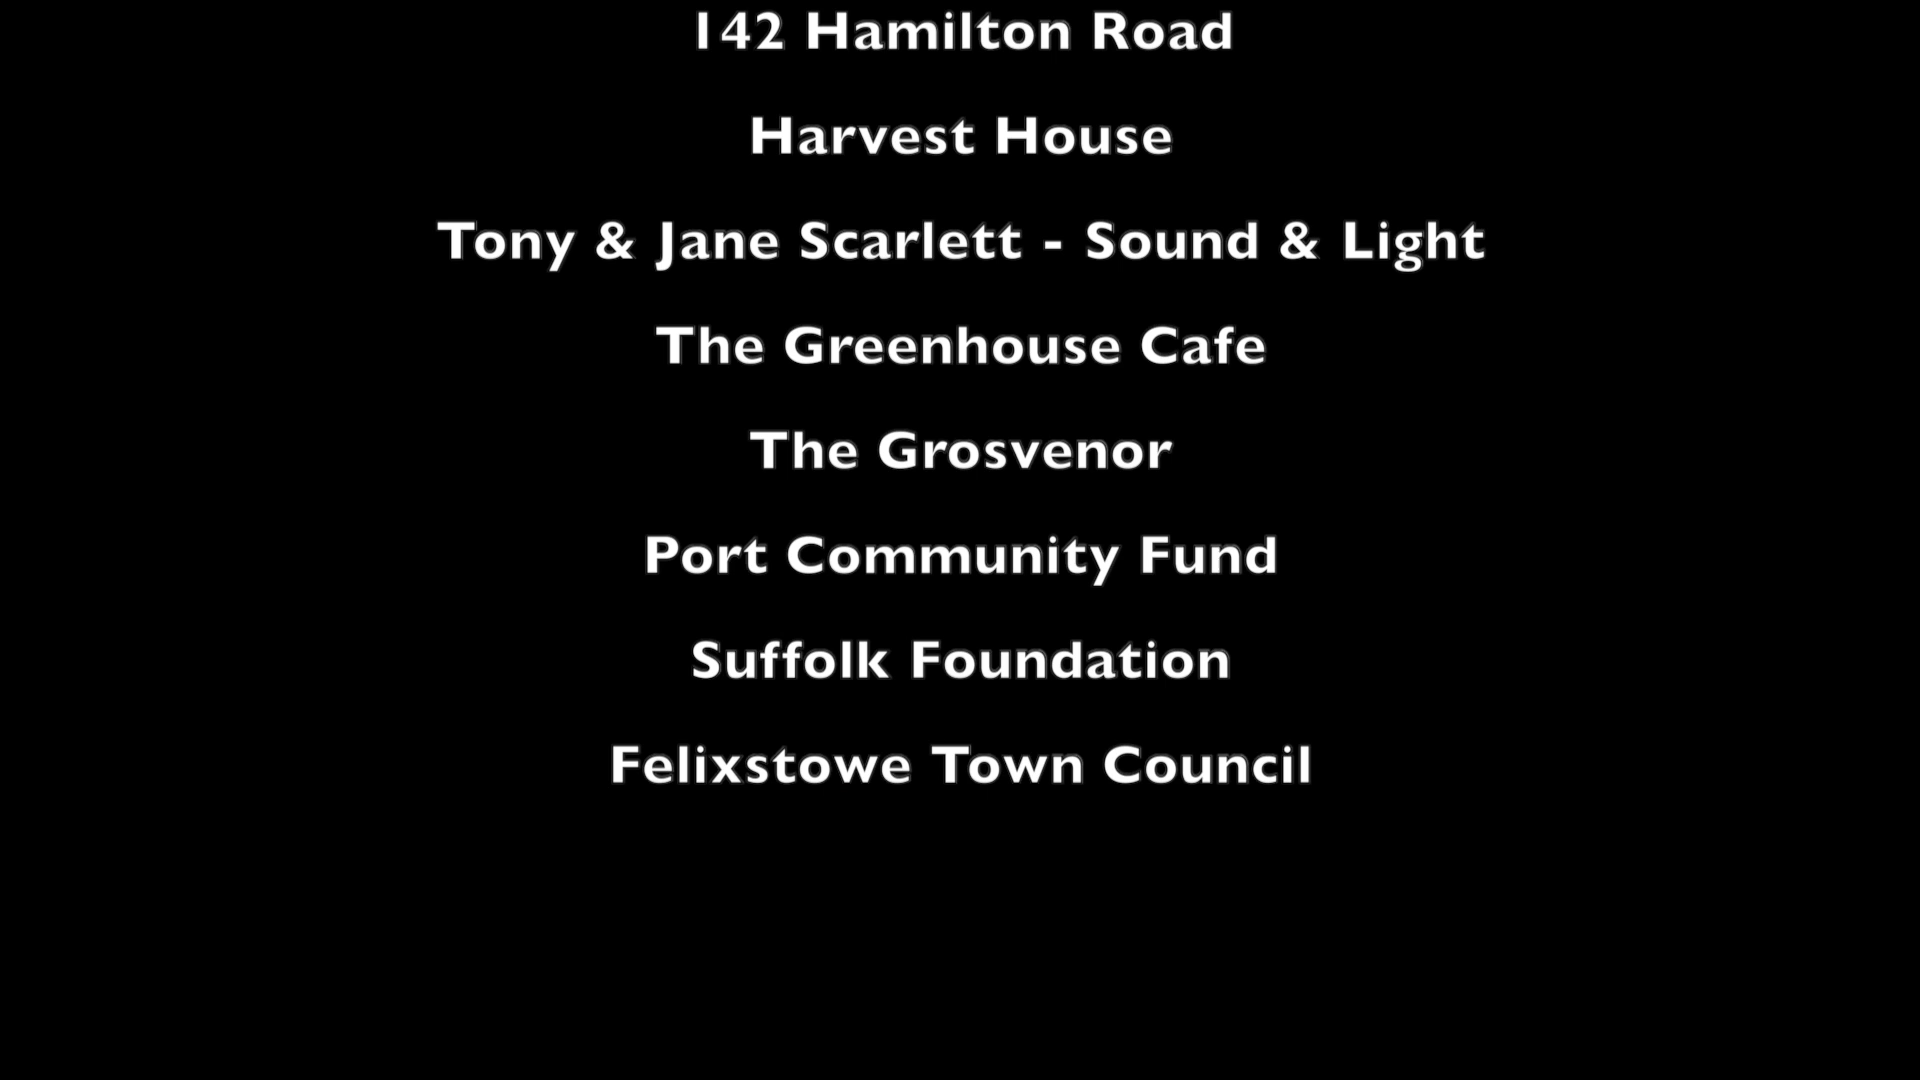 142 Hamilton Road
Harvest House
Tony & Jane Scarlett - Sound & Light
The Greenhouse Cafe
The Grosvenor
Port Community Fund
Suffolk Foundation
Felixstowe Town Council